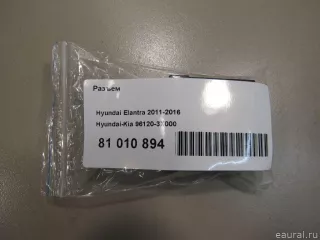 Разъем
Hyundai Elantra 2011-2016
Hyundai-Kia 96120-3X000
81 010 894
eaural.ru